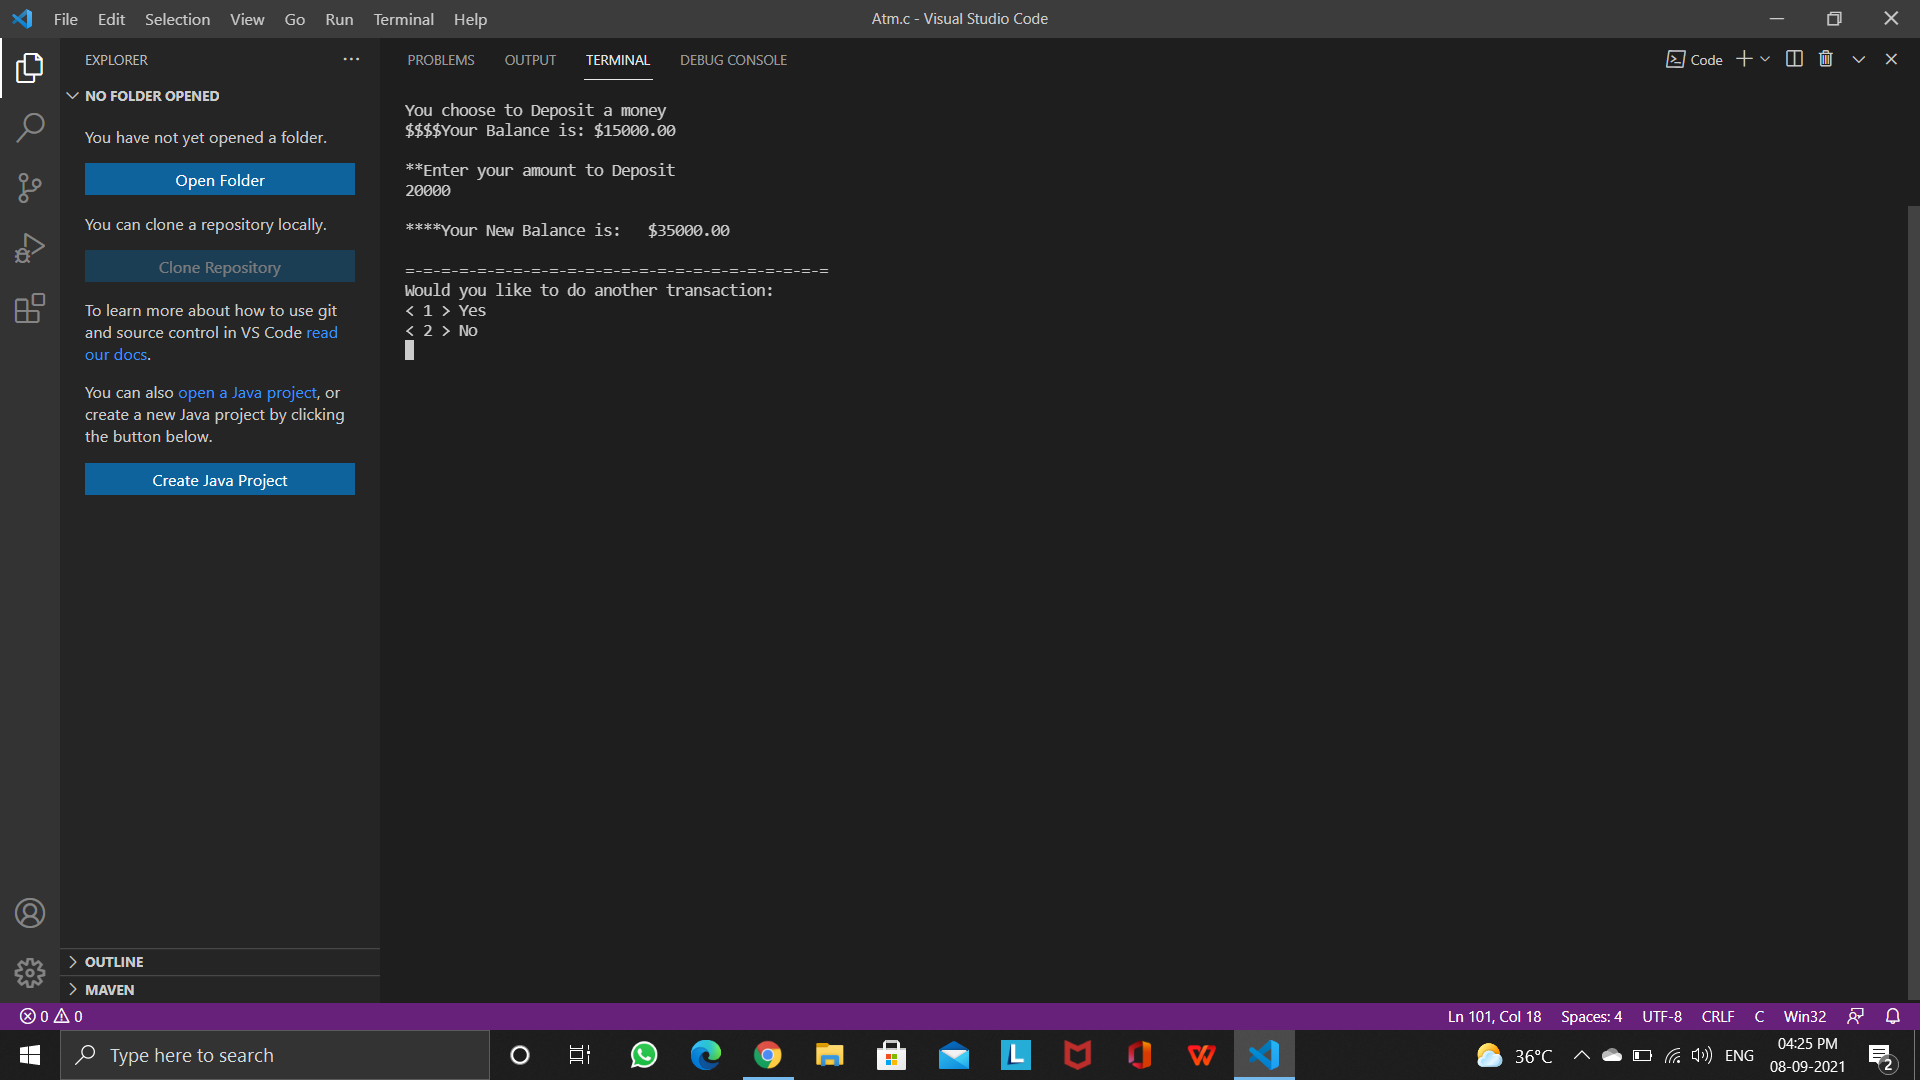 File Edit Selection View Go Run Terminal Help
Atm.c - Visual Studio Code
EXPLORER
NO FOLDER OPENED
You have not yet opened a folder.
Open Folder
You can clone a repository locally.
Clone Repository
To learn more about how to use git
and source control in VS Code read
our docs.
You can also open a Java project, or
create a new Java project by clicking
the button below.
Create Java Project
OUTLINE
MAVEN
PROBLEMS OUTPUT TERMINAL DEBUG CONSOLE
Code
You choose to Deposit a money
$$$$Your Balance is: $15000.00
**Enter your amount to Deposit
20000
****Your New Balance is:   $35000.00
=-=-=-=-=-=-=-=-=-=-=-=-=-=-=-=-=-=-=-=-=-=-=-=
Would you like to do another transaction:
< 1 > Yes
< 2 > No
0 0
Ln 101, Col 18 Spaces: 4 UTF-8 CRLF C Win32
Type here to search
L
W
36°C
ENG
04:25 PM
08-09-2021
2